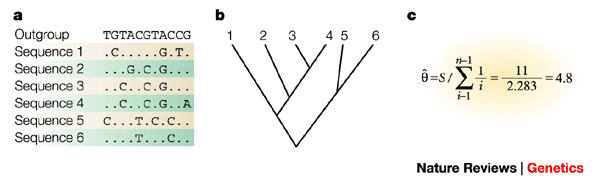 a
Outgroup TGTACGTACCG
Sequence 1 .C.....G.T.
Sequence 2 ...G.C.G...
Sequence 3 ..C..C.G...
Sequence 4 ..C..C.G..A
Sequence 5 C...T.C.C..
Sequence 6 ....T...C..
b
1 2 3 4 5 6
c
θ̂=S/∑ n−1 i−1 1/i = 11/2.283 = 4.8
Nature Reviews | Genetics